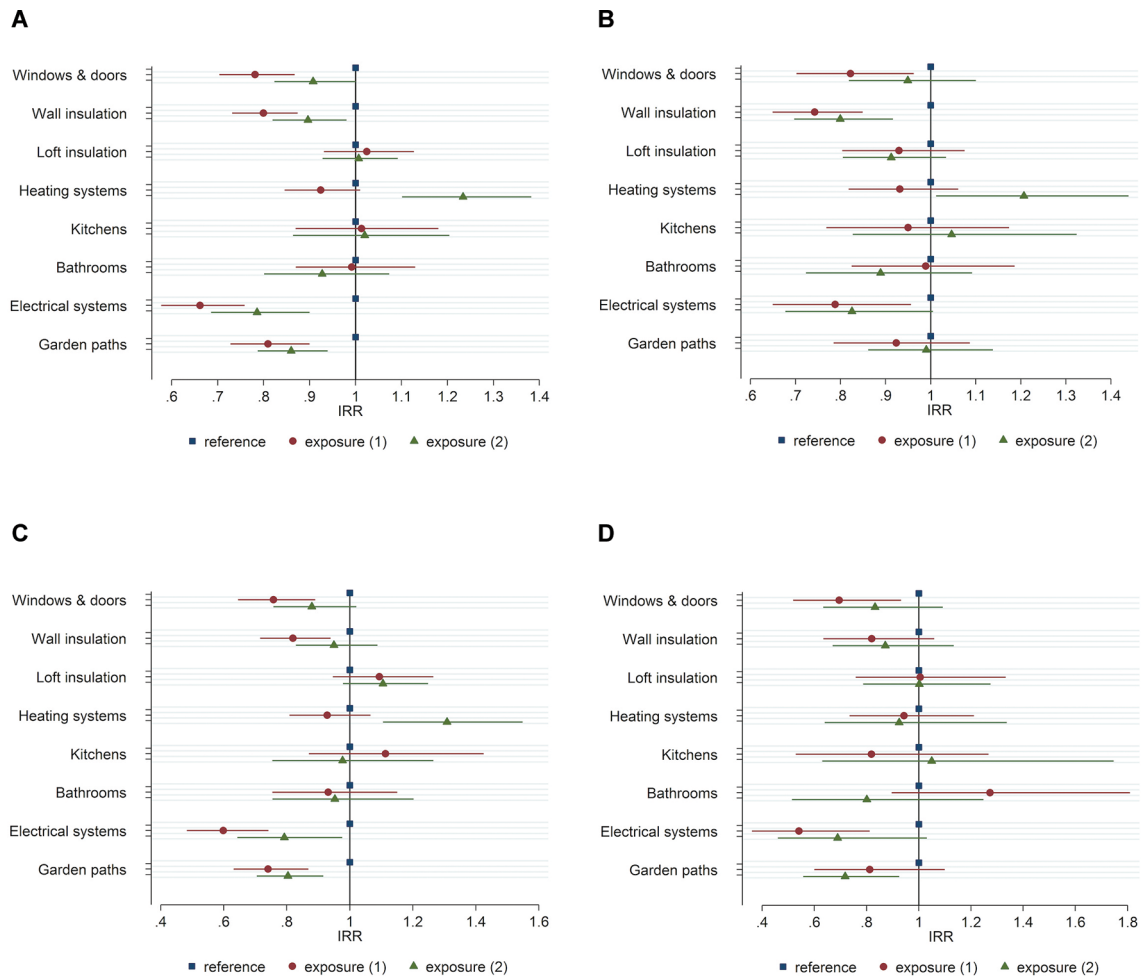 A
Windows & doors
Wall insulation
Loft insulation
Heating systems
Kitchens
Bathrooms
Electrical systems
Garden paths
.6 .7 .8 .9 1 1.1 1.2 1.3 1.4
IRR
reference exposure (1) exposure (2)
B
Windows & doors
Wall insulation
Loft insulation
Heating systems
Kitchens
Bathrooms
Electrical systems
Garden paths
.6 .7 .8 .9 1 1.1 1.2 1.3 1.4
IRR
reference exposure (1) exposure (2)
C
Windows & doors
Wall insulation
Loft insulation
Heating systems
Kitchens
Bathrooms
Electrical systems
Garden paths
.4 .6 .8 1 1.2 1.4 1.6
IRR
reference exposure (1) exposure (2)
D
Windows & doors
Wall insulation
Loft insulation
Heating systems
Kitchens
Bathrooms
Electrical systems
Garden paths
.4 .6 .8 1 1.2 1.4 1.6 1.8
IRR
reference exposure (1) exposure (2)